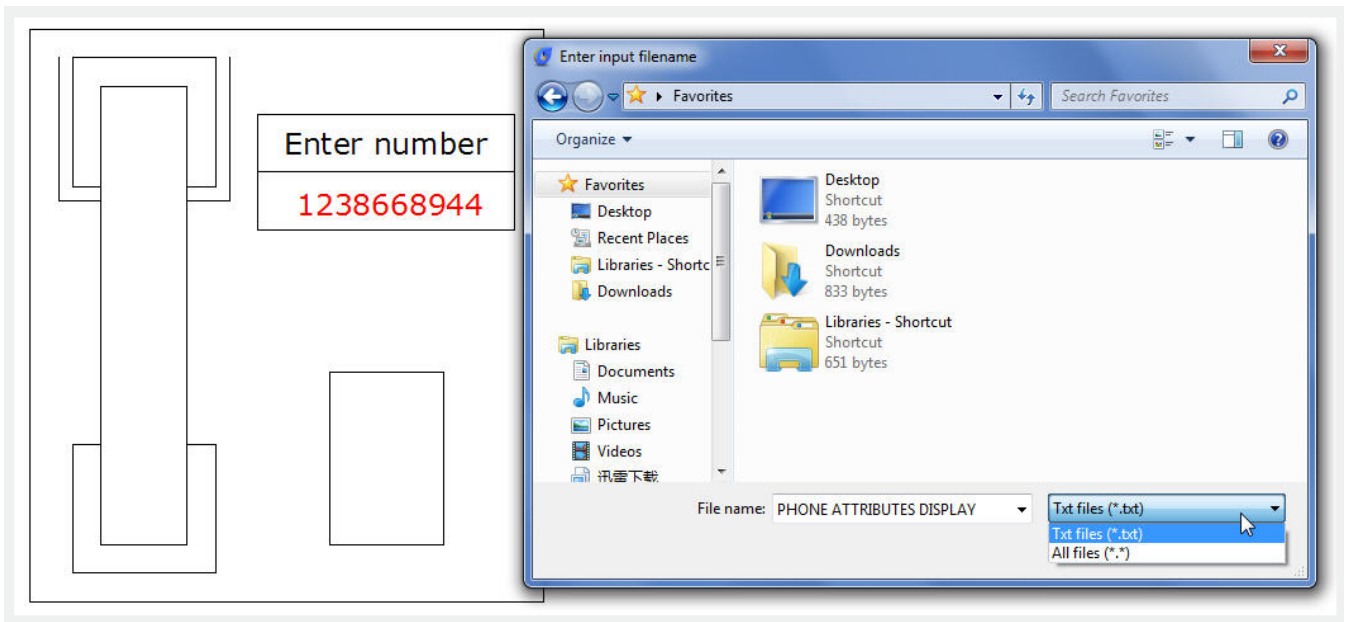 Enter number
1238668944
Enter input filename
Favorites
Search Favorites
Organize
Favorites
Desktop
Recent Places
Libraries - Shortc
Downloads
Libraries
Documents
Music
Pictures
Videos
迅雷下载
Desktop
Shortcut
438 bytes
Downloads
Shortcut
833 bytes
Libraries - Shortcut
Shortcut
651 bytes
File name: PHONE ATTRIBUTES DISPLAY
Txt files (*.txt)
Txt files (*.txt)
All files (*.*)